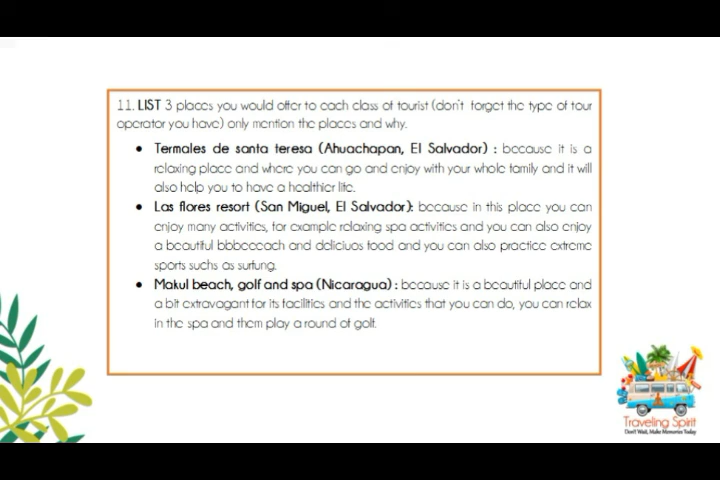 11. LIST 3 places you would offer to each class of tourist (don't forget the type of tour
operator you have) only mention the places and why.
• Termales de santa teresa (Ahuachapan, El Salvador) : because it is a
relaxing place and where you can go and enjoy with your whole family and it will
also help you to have a healthier life.
• Las flores resort (San Miguel, El Salvador): because in this place you can
enjoy many activities, for example relaxing spa activities and you can also enjoy
a beautiful bbbeeeach and deliciuos food and you can also practice extreme
sports suchs as surfung.
• Makul beach, golf and spa (Nicaragua) : because it is a beautiful place and
a bit extravagant for its facilities and the activities that you can do, you can relax
in the spa and them play a round of golf.
Traveling Spirit
Don't Wait, Make Memories Today